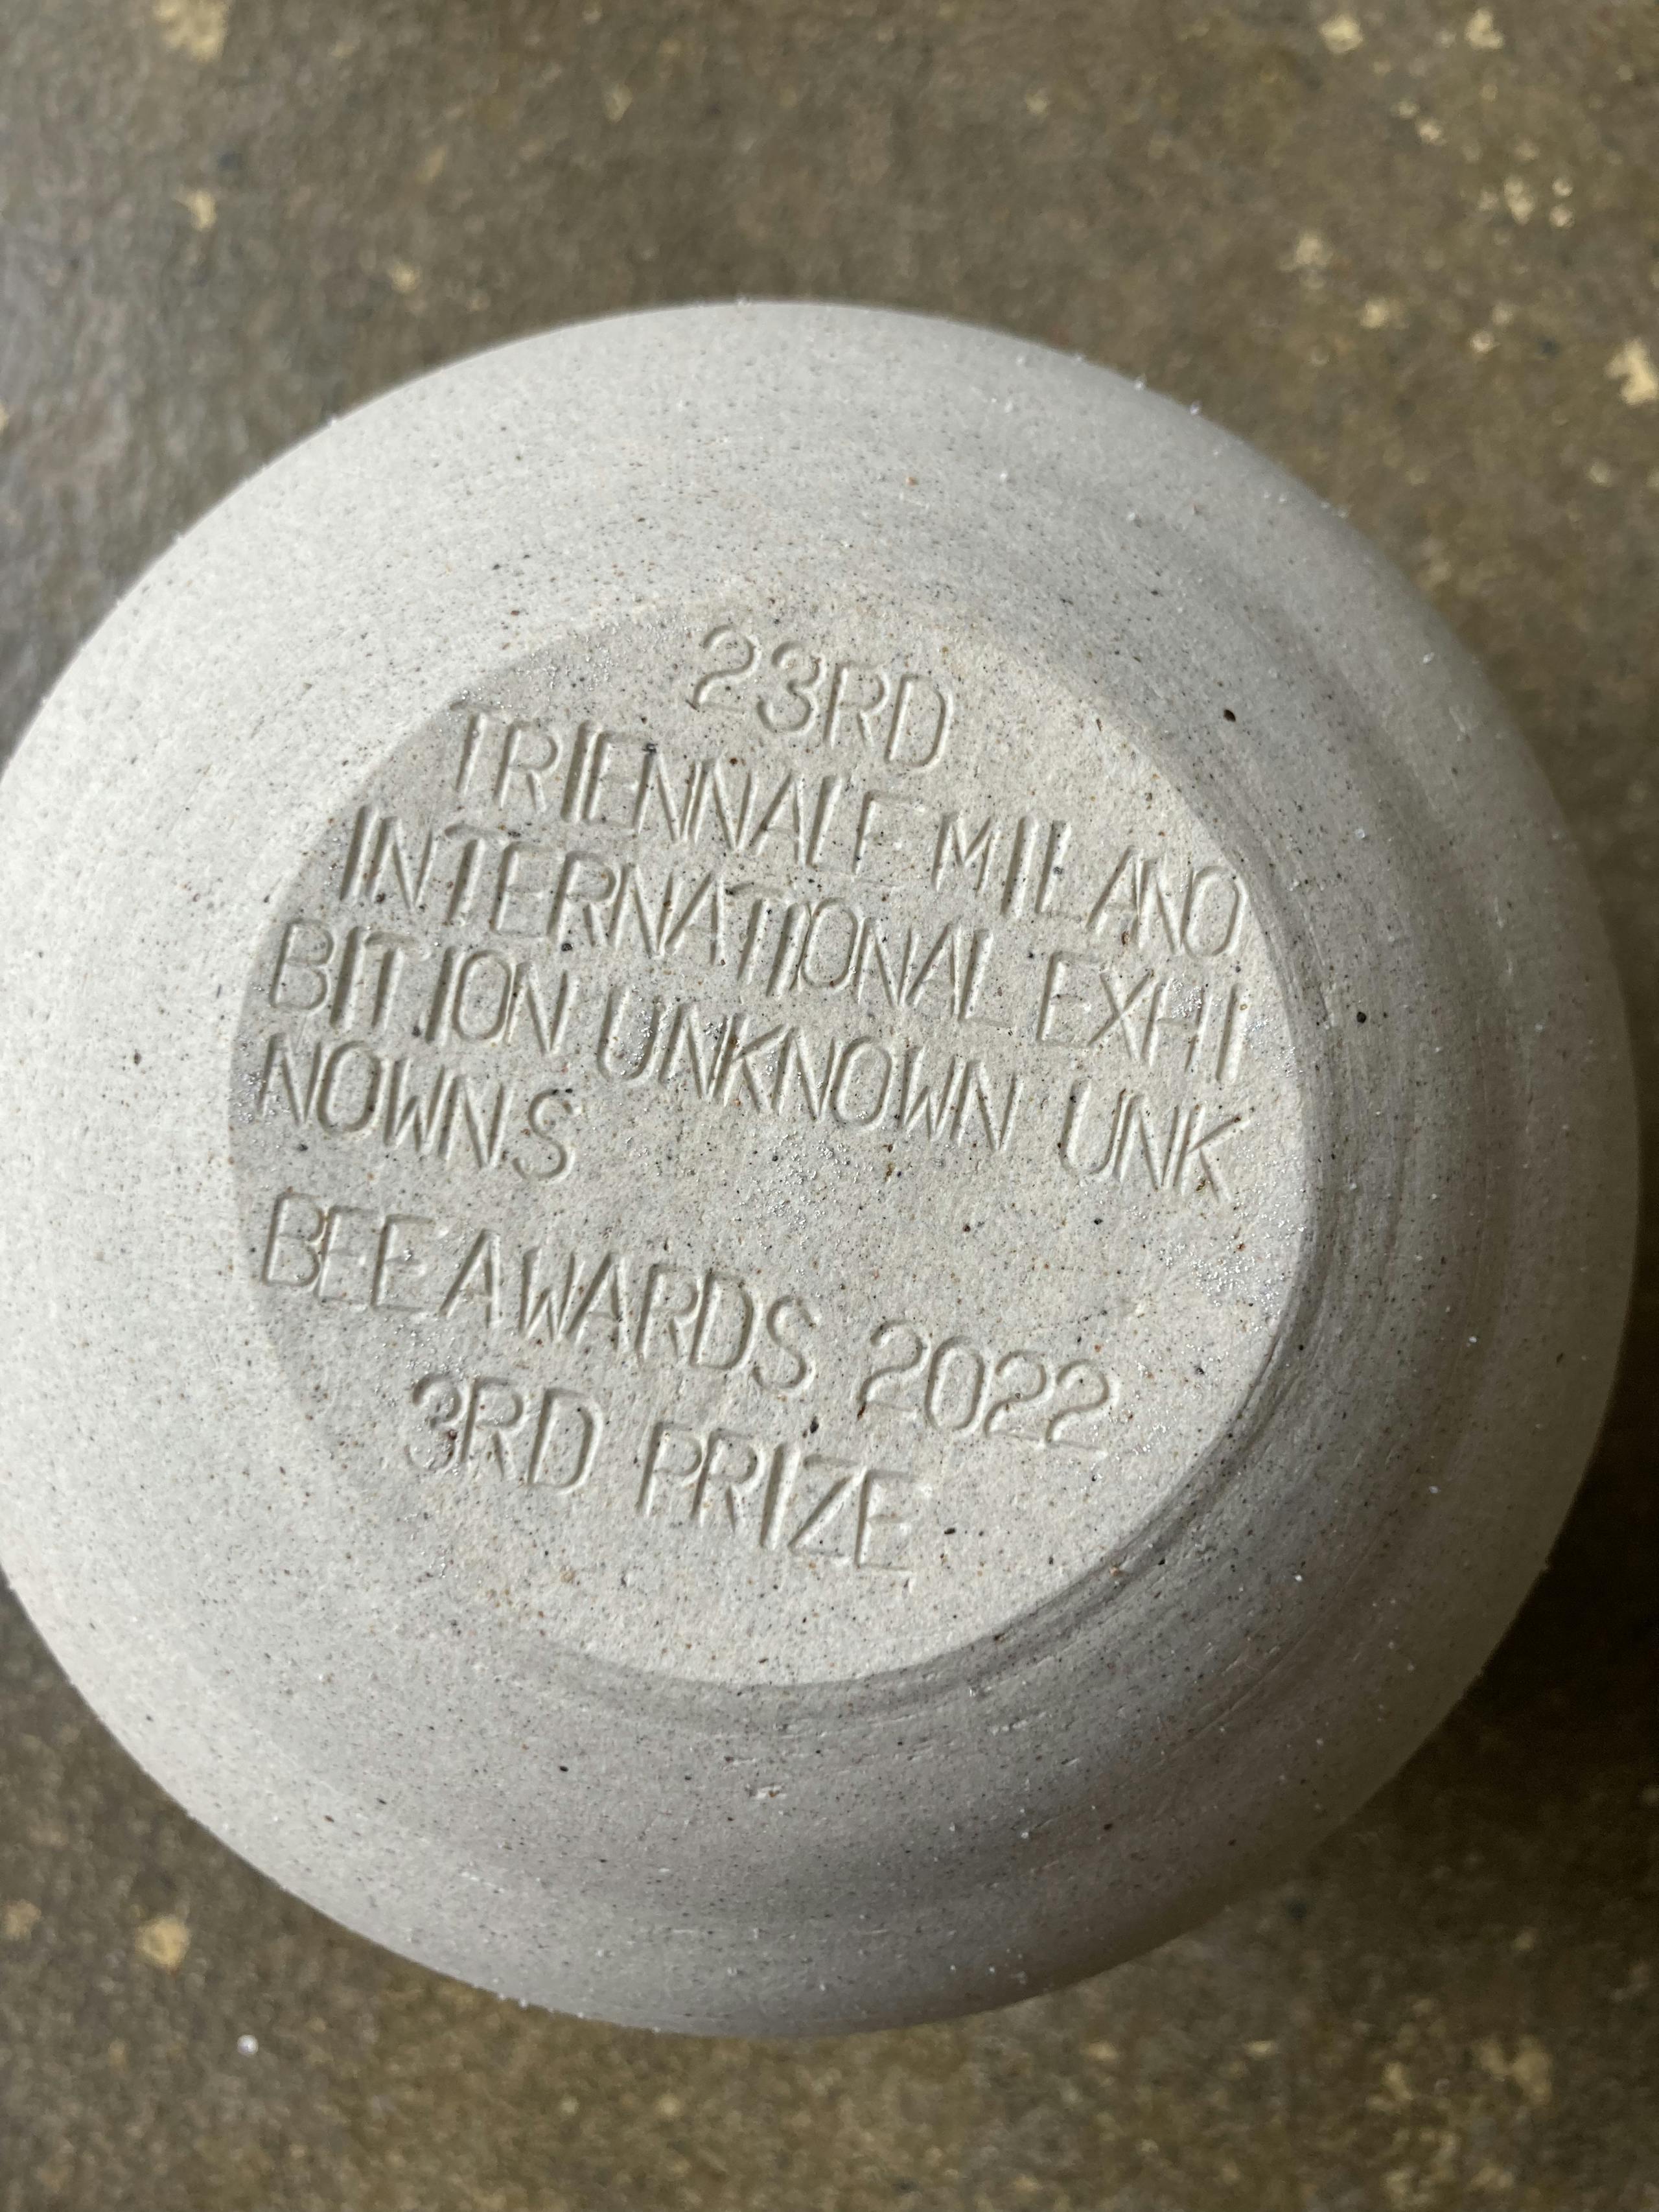 23RD
TRIENNALE MILANO
INTERNATIONAL EXHI
BITION UNKNOWN UNK
NOWNS
BEE AWARDS 2022
3RD PRIZE